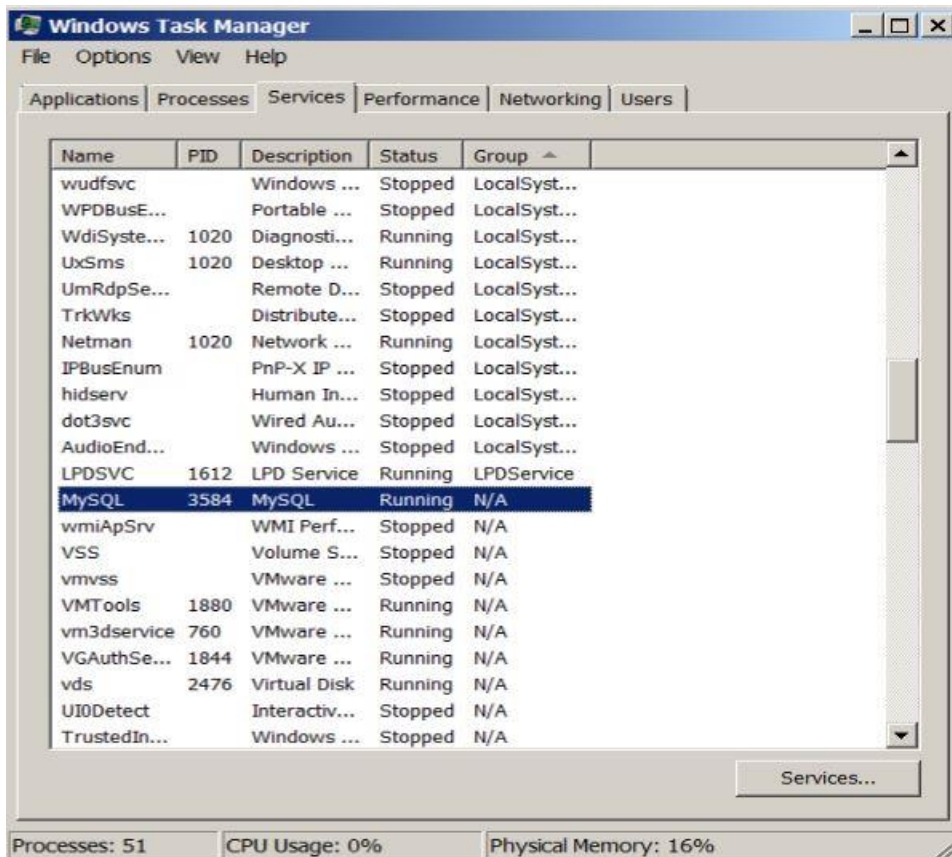 Windows Task Manager
File Options View Help
Applications Processes Services Performance Networking Users
Name PID Description Status Group
wudfsvc Windows ... Stopped LocalSyst...
WPDBusE... Portable ... Stopped LocalSyst...
WdiSyste... 1020 Diagnosti... Running LocalSyst...
UxSms 1020 Desktop ... Running LocalSyst...
UmRdpSe... Remote D... Stopped LocalSyst...
TrkWks Distribute... Stopped LocalSyst...
Netman 1020 Network ... Running LocalSyst...
IPBusEnum PnP-X IP ... Stopped LocalSyst...
hidserv Human In... Stopped LocalSyst...
dot3svc Wired Au... Stopped LocalSyst...
AudioEnd... Windows ... Stopped LocalSyst...
LPDSVC 1612 LPD Service Running LPDService
MySQL 3584 MySQL Running N/A
wmiApSrv WMI Perf... Stopped N/A
VSS Volume S... Stopped N/A
vmvss VMware ... Stopped N/A
VMTools 1880 VMware ... Running N/A
vm3dservice 760 VMware ... Running N/A
VGAuthSe... 1844 VMware ... Running N/A
vds 2476 Virtual Disk Running N/A
UI0Detect Interactiv... Stopped N/A
TrustedIn... Windows ... Stopped N/A
Services...
Processes: 51 CPU Usage: 0% Physical Memory: 16%